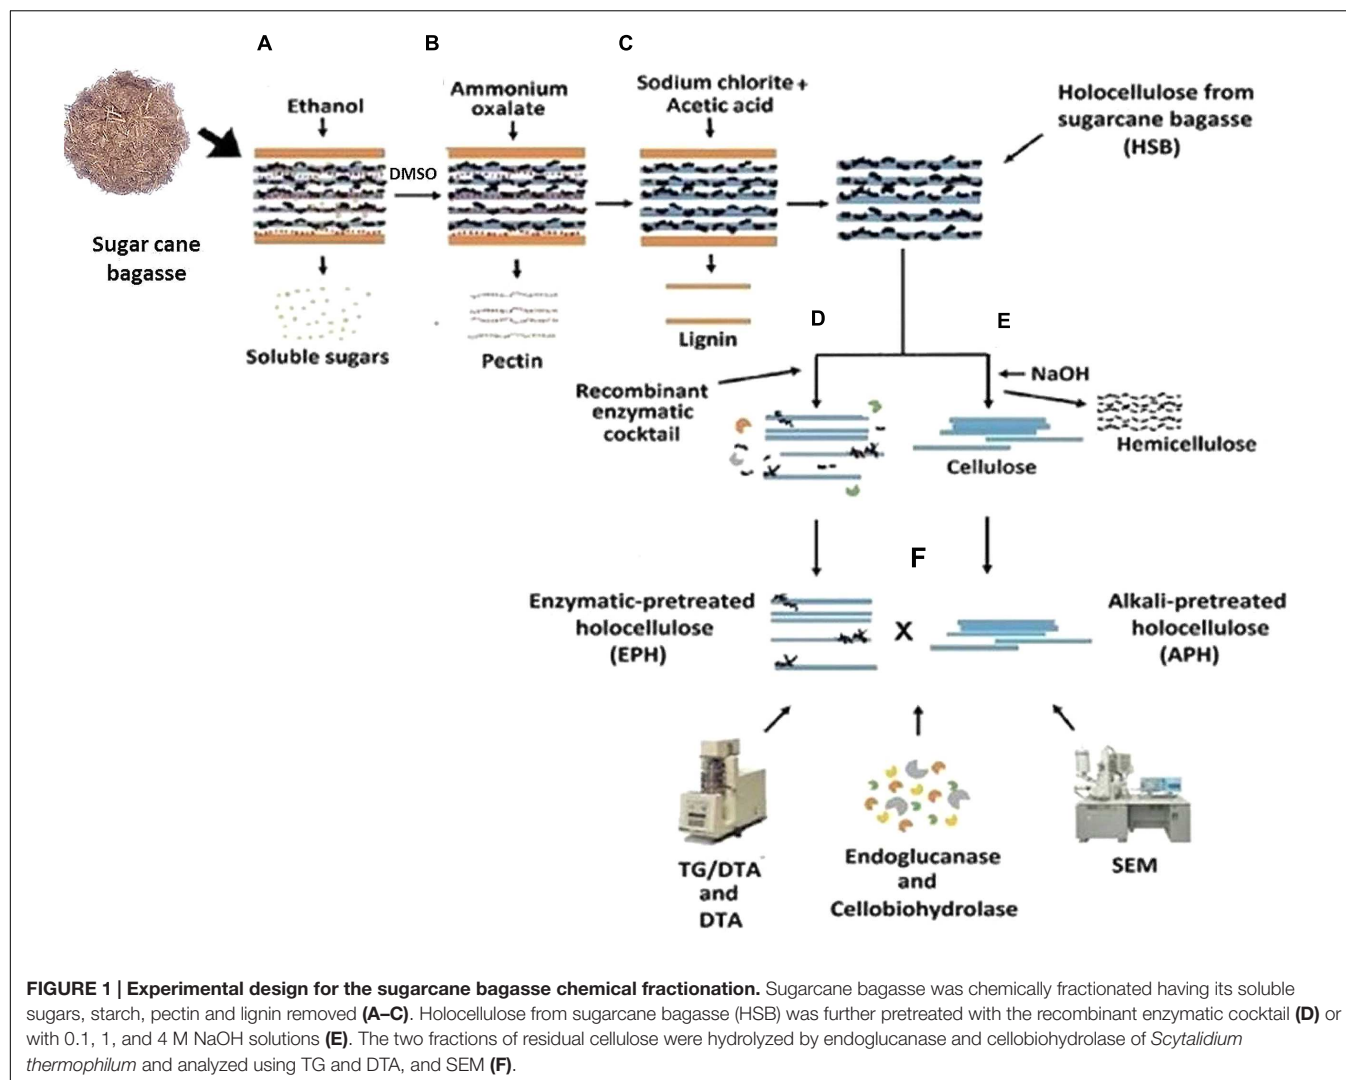 A
B
C
Ethanol
Ammonium
oxalate
Sodium chlorite+
Acetic acid
Holocellulose from
sugarcane bagasse
(HSB)
DMSO
Sugar cane
bagasse
Soluble sugars
Pectin
Lignin
D
E
Recombinant
enzymatic
cocktail
NaOH
Hemicellulose
Cellulose
F
Enzymatic-pretreated
holocellulose
(EPH)
X
Alkali-pretreated
holocellulose
(APH)
TG/DTA
and
DTA
Endoglucanase
and
Cellobiohydrolase
SEM
FIGURE 1 | Experimental design for the sugarcane bagasse chemical fractionation. Sugarcane bagasse was chemically fractionated having its soluble
sugars, starch, pectin and lignin removed (A–C). Holocellulose from sugarcane bagasse (HSB) was further pretreated with the recombinant enzymatic cocktail (D) or
with 0.1, 1, and 4 M NaOH solutions (E). The two fractions of residual cellulose were hydrolyzed by endoglucanase and cellobiohydrolase of Scytalidium
thermophilum and analyzed using TG and DTA, and SEM (F).